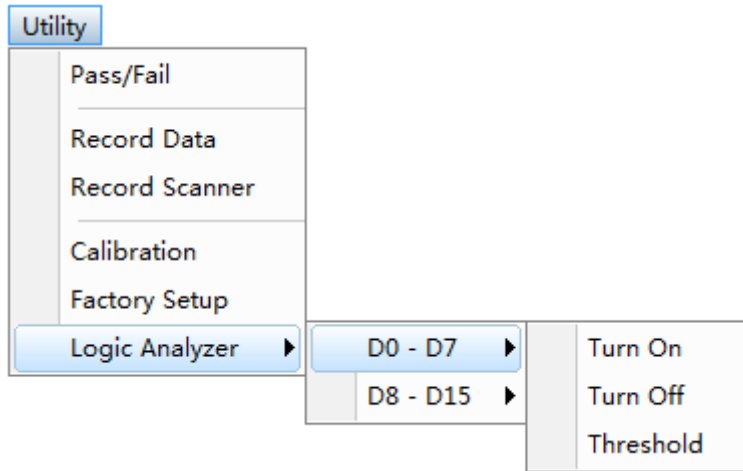 Utility
Pass/Fail
Record Data
Record Scanner
Calibration
Factory Setup
Logic Analyzer
D0 - D7
D8 - D15
Turn On
Turn Off
Threshold